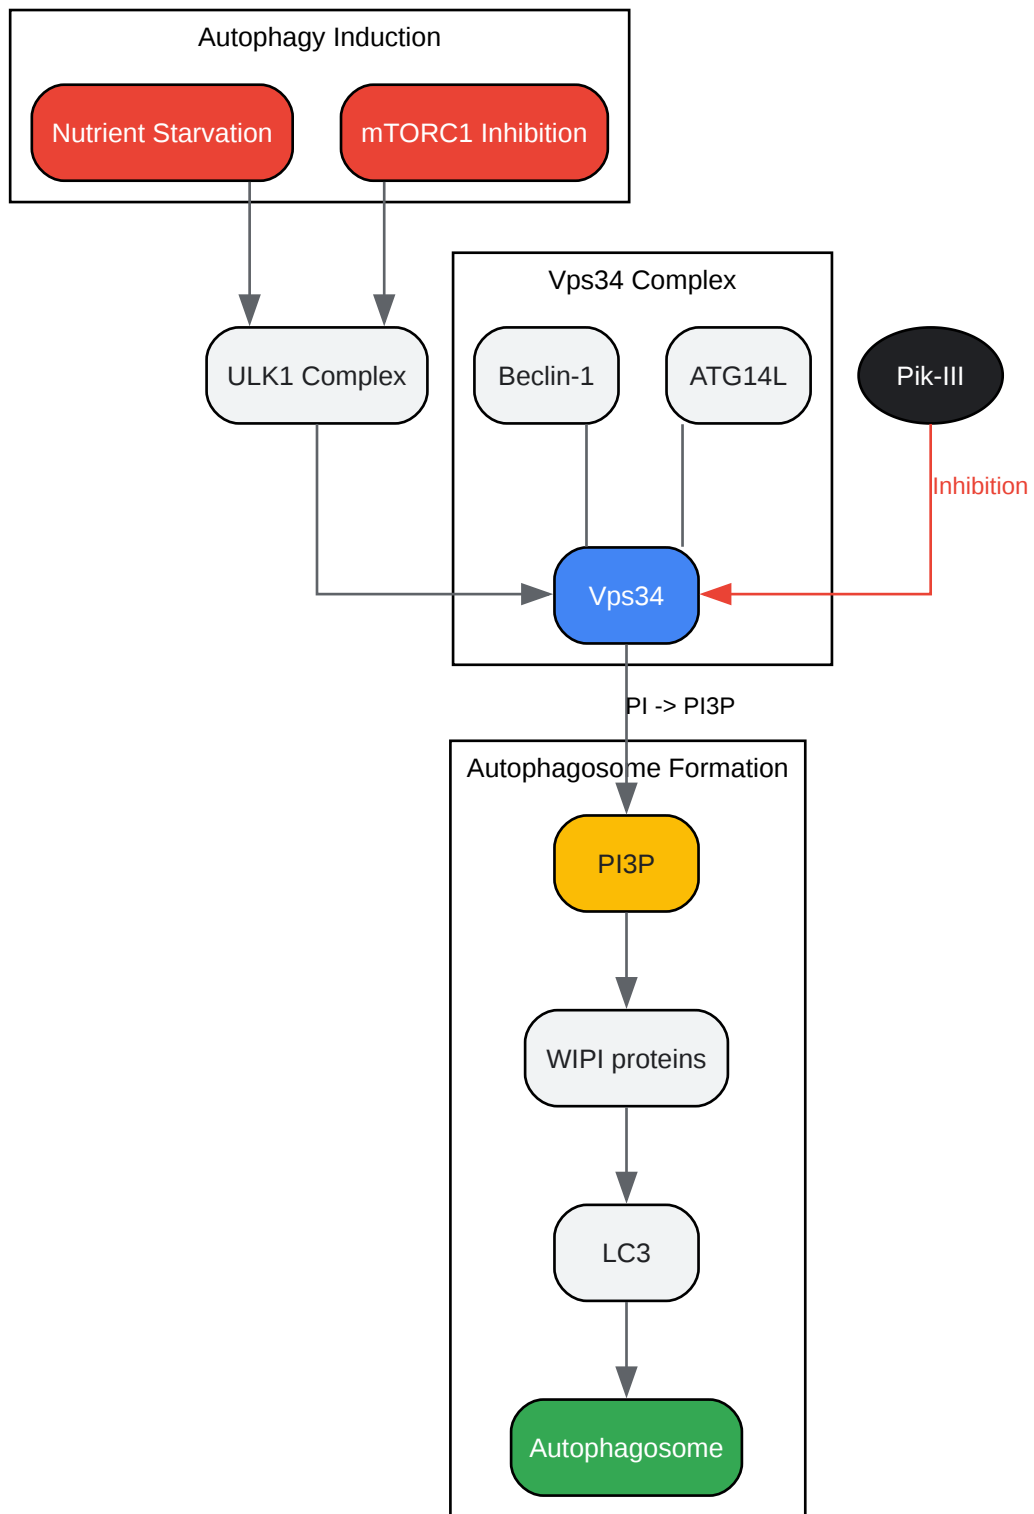 Autophagy Induction
Nutrient Starvation
mTORC1 Inhibition
Vps34 Complex
ULK1 Complex
Beclin-1
ATG14L
Pik-III
Inhibition
Vps34
PI -> PI3P
Autophagosome Formation
PI3P
WIPI proteins
LC3
Autophagosome